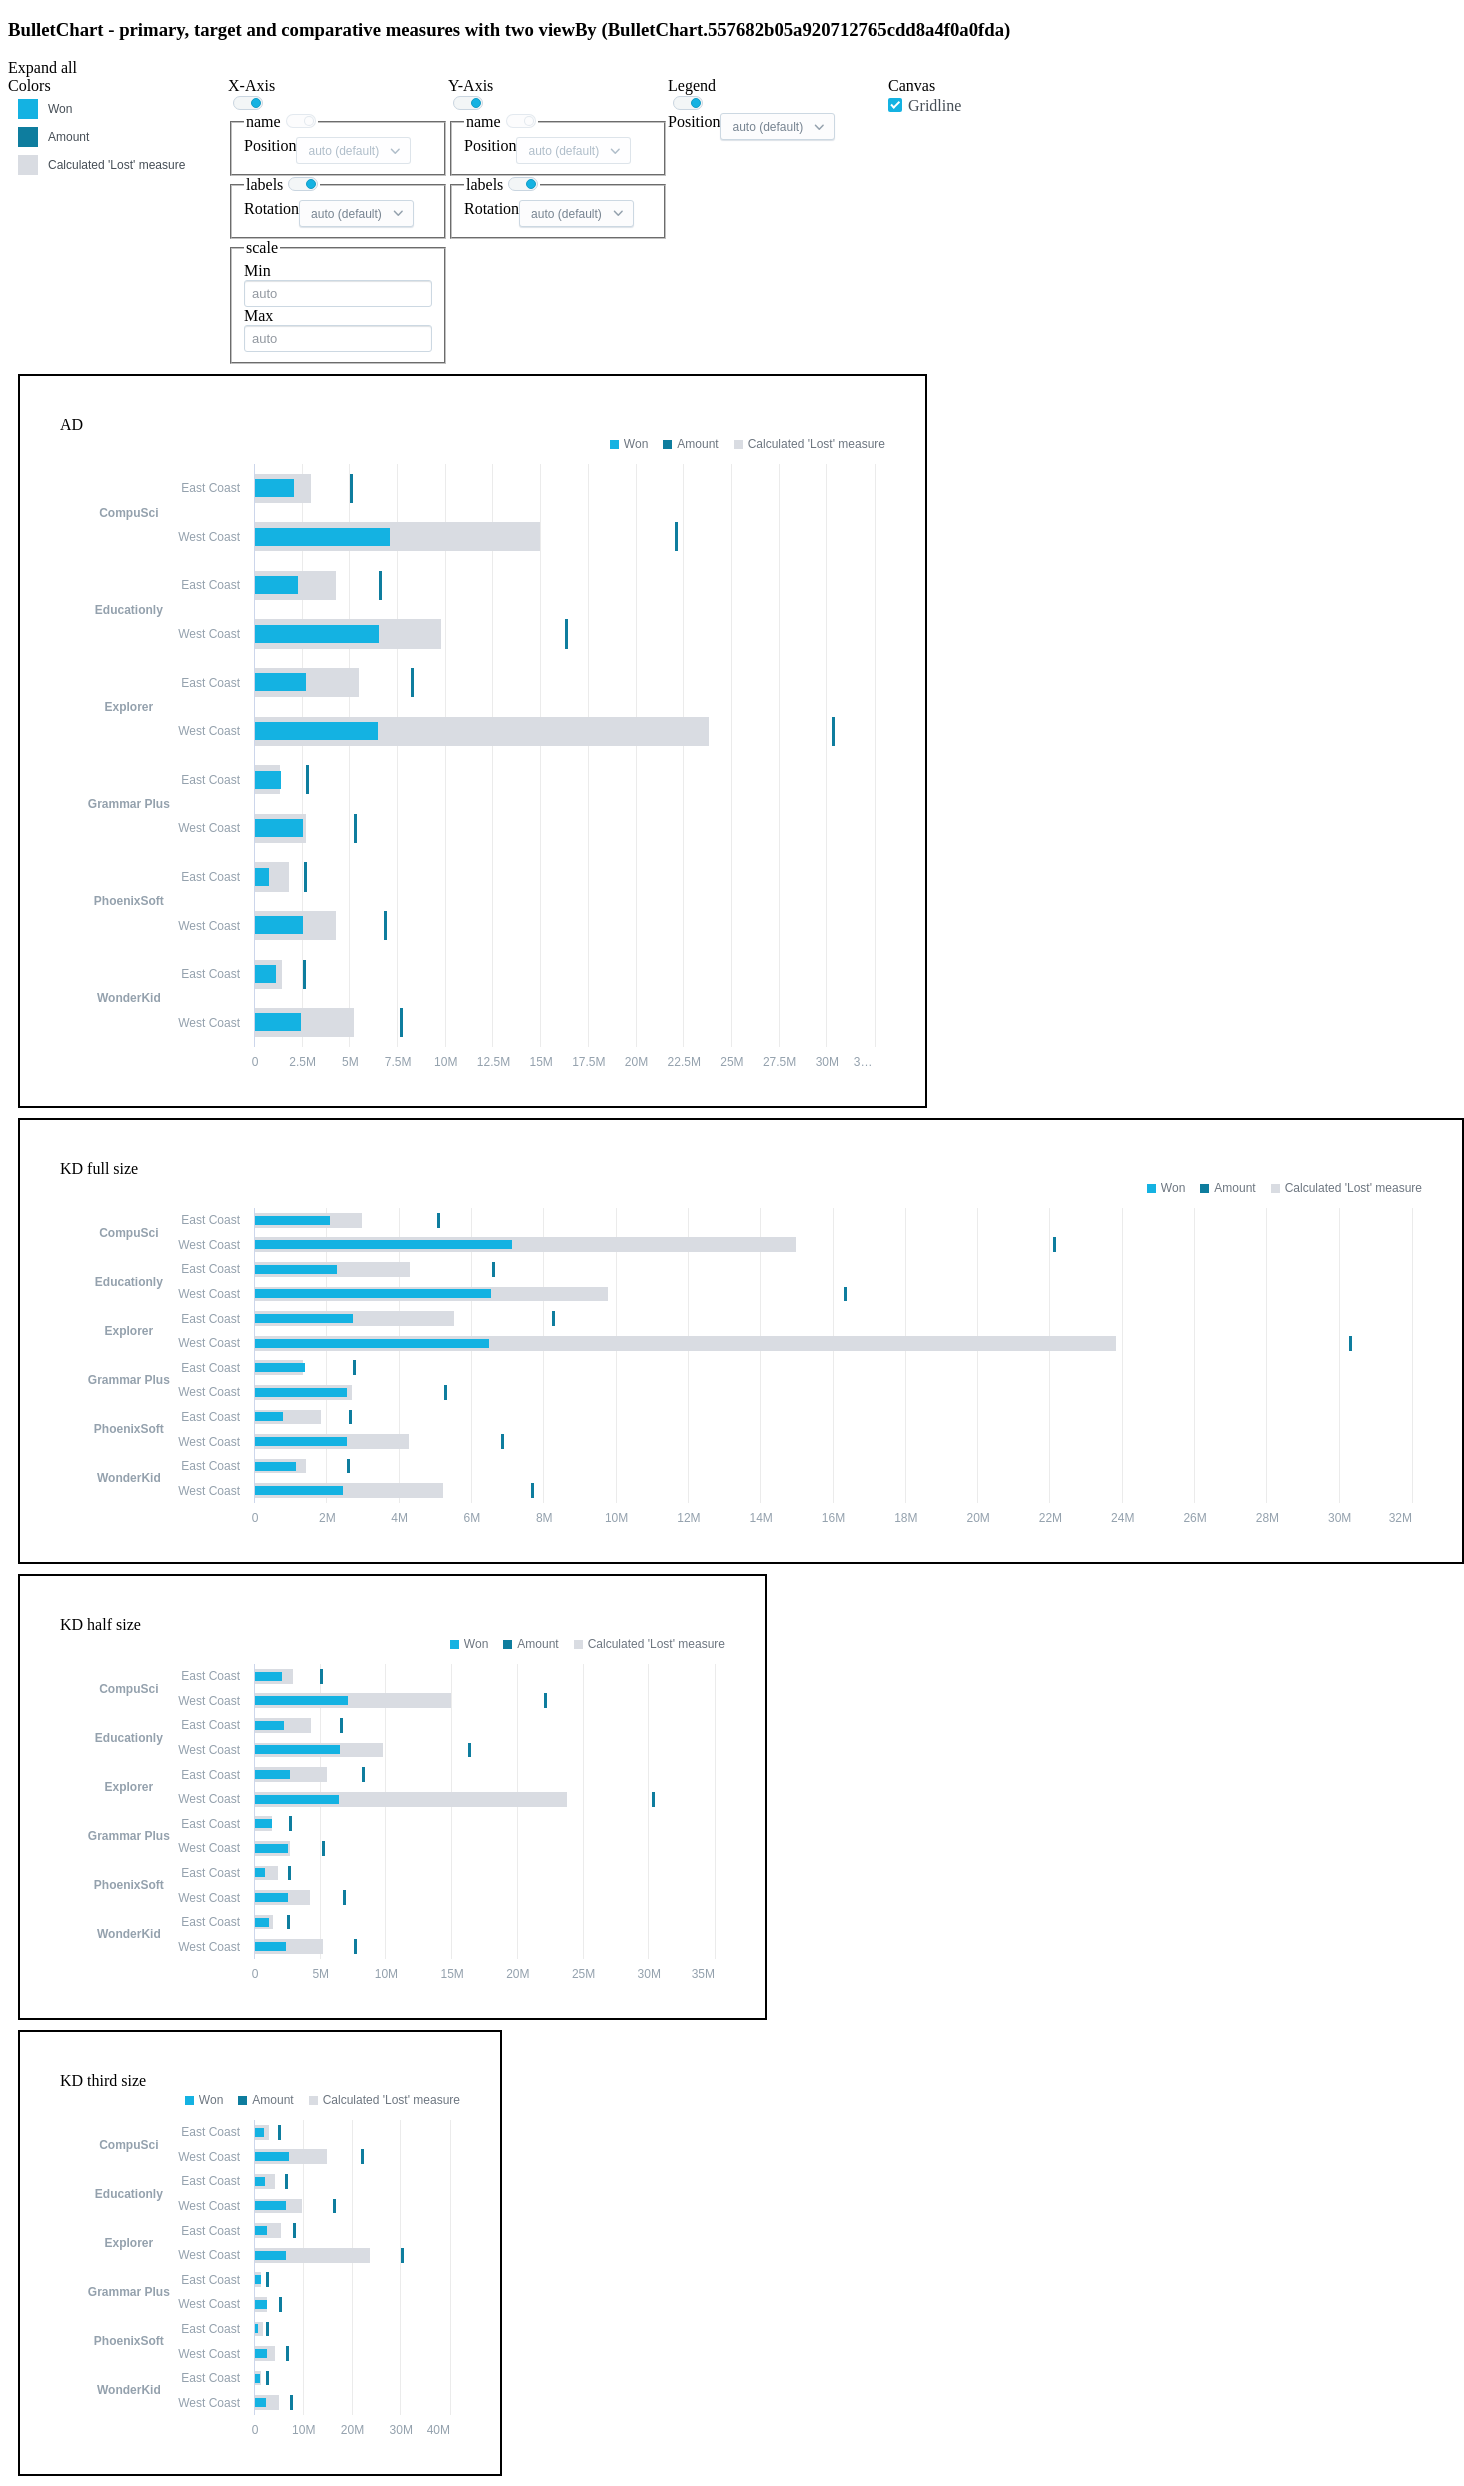 BulletChart - primary, target and comparative measures with two viewBy (BulletChart.557682b05a920712765cdd8a4f0a0fda)
Expand all
Colors
Won
Amount
Calculated 'Lost' measure
X-Axis
name
Position auto (default)
labels
Rotation auto (default)
scale
Min
auto
Max
auto
Y-Axis
name
Position auto (default)
labels
Rotation auto (default)
Legend
Position auto (default)
Canvas
Gridline
AD
Won Amount Calculated 'Lost' measure
CompuSci
East Coast
West Coast
Educationly
East Coast
West Coast
Explorer
East Coast
West Coast
Grammar Plus
East Coast
West Coast
PhoenixSoft
East Coast
West Coast
WonderKid
East Coast
West Coast
0 2.5M 5M 7.5M 10M 12.5M 15M 17.5M 20M 22.5M 25M 27.5M 30M 3…
KD full size
Won Amount Calculated 'Lost' measure
CompuSci
East Coast
West Coast
Educationly
East Coast
West Coast
Explorer
East Coast
West Coast
Grammar Plus
East Coast
West Coast
PhoenixSoft
East Coast
West Coast
WonderKid
East Coast
West Coast
0 2M 4M 6M 8M 10M 12M 14M 16M 18M 20M 22M 24M 26M 28M 30M 32M
KD half size
Won Amount Calculated 'Lost' measure
CompuSci
East Coast
West Coast
Educationly
East Coast
West Coast
Explorer
East Coast
West Coast
Grammar Plus
East Coast
West Coast
PhoenixSoft
East Coast
West Coast
WonderKid
East Coast
West Coast
0 5M 10M 15M 20M 25M 30M 35M
KD third size
Won Amount Calculated 'Lost' measure
CompuSci
East Coast
West Coast
Educationly
East Coast
West Coast
Explorer
East Coast
West Coast
Grammar Plus
East Coast
West Coast
PhoenixSoft
East Coast
West Coast
WonderKid
East Coast
West Coast
0 10M 20M 30M 40M